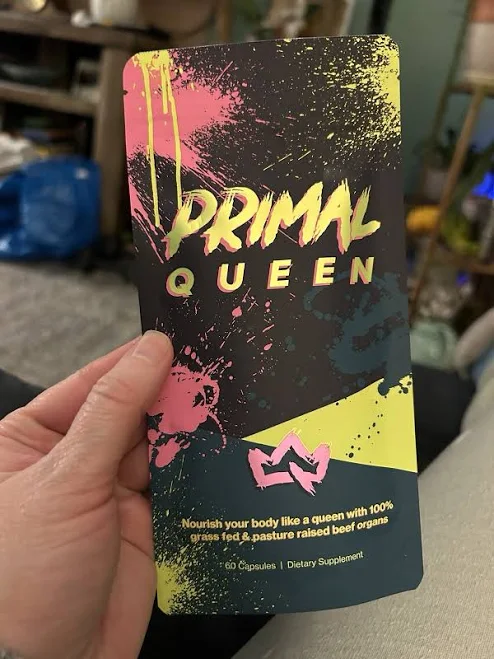 PRIMAL
QUEEN
Nourish your body like a queen with 100%
grass fed & pasture raised beef organs
60 Capsules | Dietary Supplement